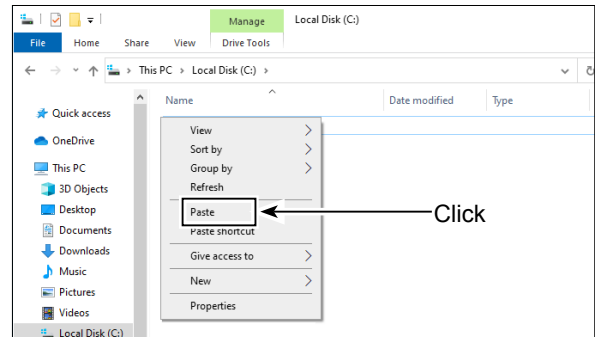 Manage
Local Disk (C:)
File
Home
Share
View
Drive Tools
This PC
Local Disk (C:)
Name
Date modified
Type
Quick access
OneDrive
This PC
3D Objects
Desktop
Documents
Downloads
Music
Pictures
Videos
Local Disk (C:)
View
Sort by
Group by
Refresh
Paste
Click
Paste shortcut
Give access to
New
Properties